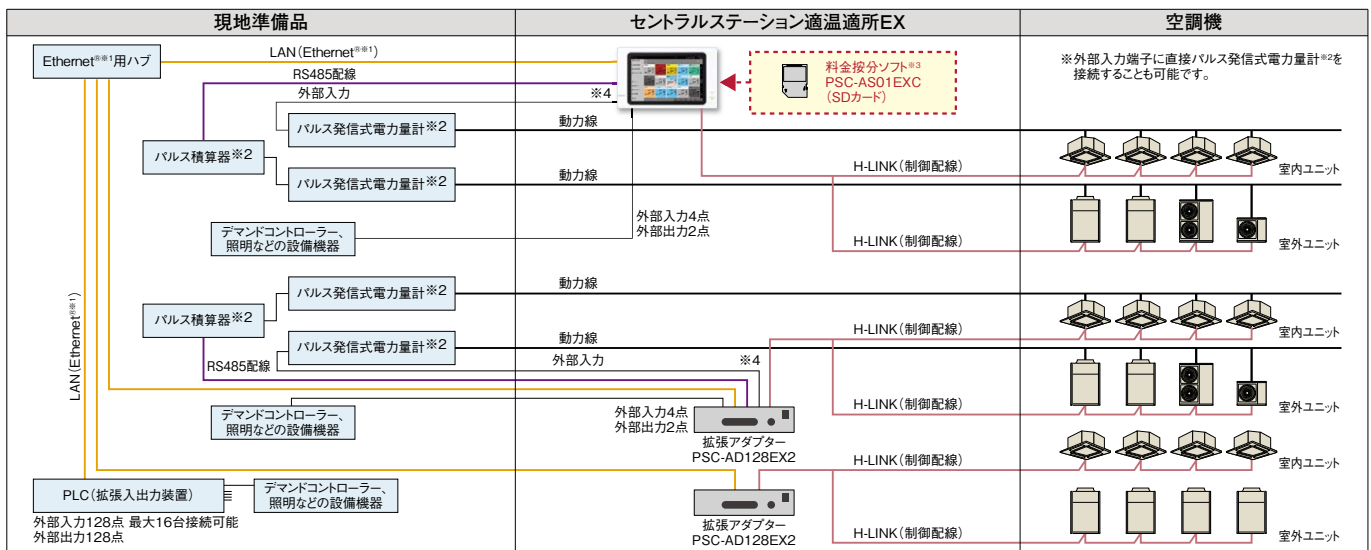 現地準備品
セントラルステーション適温適所EX
空調機
Ethernet®※1用ハブ
LAN(Ethernet®※1)
RS485配線
外部入力
※4
料金按分ソフト※3
PSC-AS01EXC
(SDカード)
※外部入力端子に直接パルス発信式電力量計※2を
接続することも可能です。
パルス発信式電力量計※2
動力線
パルス積算器※2
H-LINK(制御配線)
室内ユニット
パルス発信式電力量計※2
動力線
デマンドコントローラー、
照明などの設備機器
外部入力4点
外部出力2点
H-LINK(制御配線)
室外ユニット
LAN(Ethernet®※1)
パルス発信式電力量計※2
動力線
パルス積算器※2
H-LINK(制御配線)
室内ユニット
パルス発信式電力量計※2
動力線
RS485配線
外部入力
※4
デマンドコントローラー、
照明などの設備機器
外部入力4点
外部出力2点
H-LINK(制御配線)
室外ユニット
拡張アダプター
PSC-AD128EX2
H-LINK(制御配線)
室内ユニット
PLC(拡張入出力装置)
デマンドコントローラー、
照明などの設備機器
外部入力128点 最大16台接続可能
外部出力128点
拡張アダプター
PSC-AD128EX2
H-LINK(制御配線)
室外ユニット